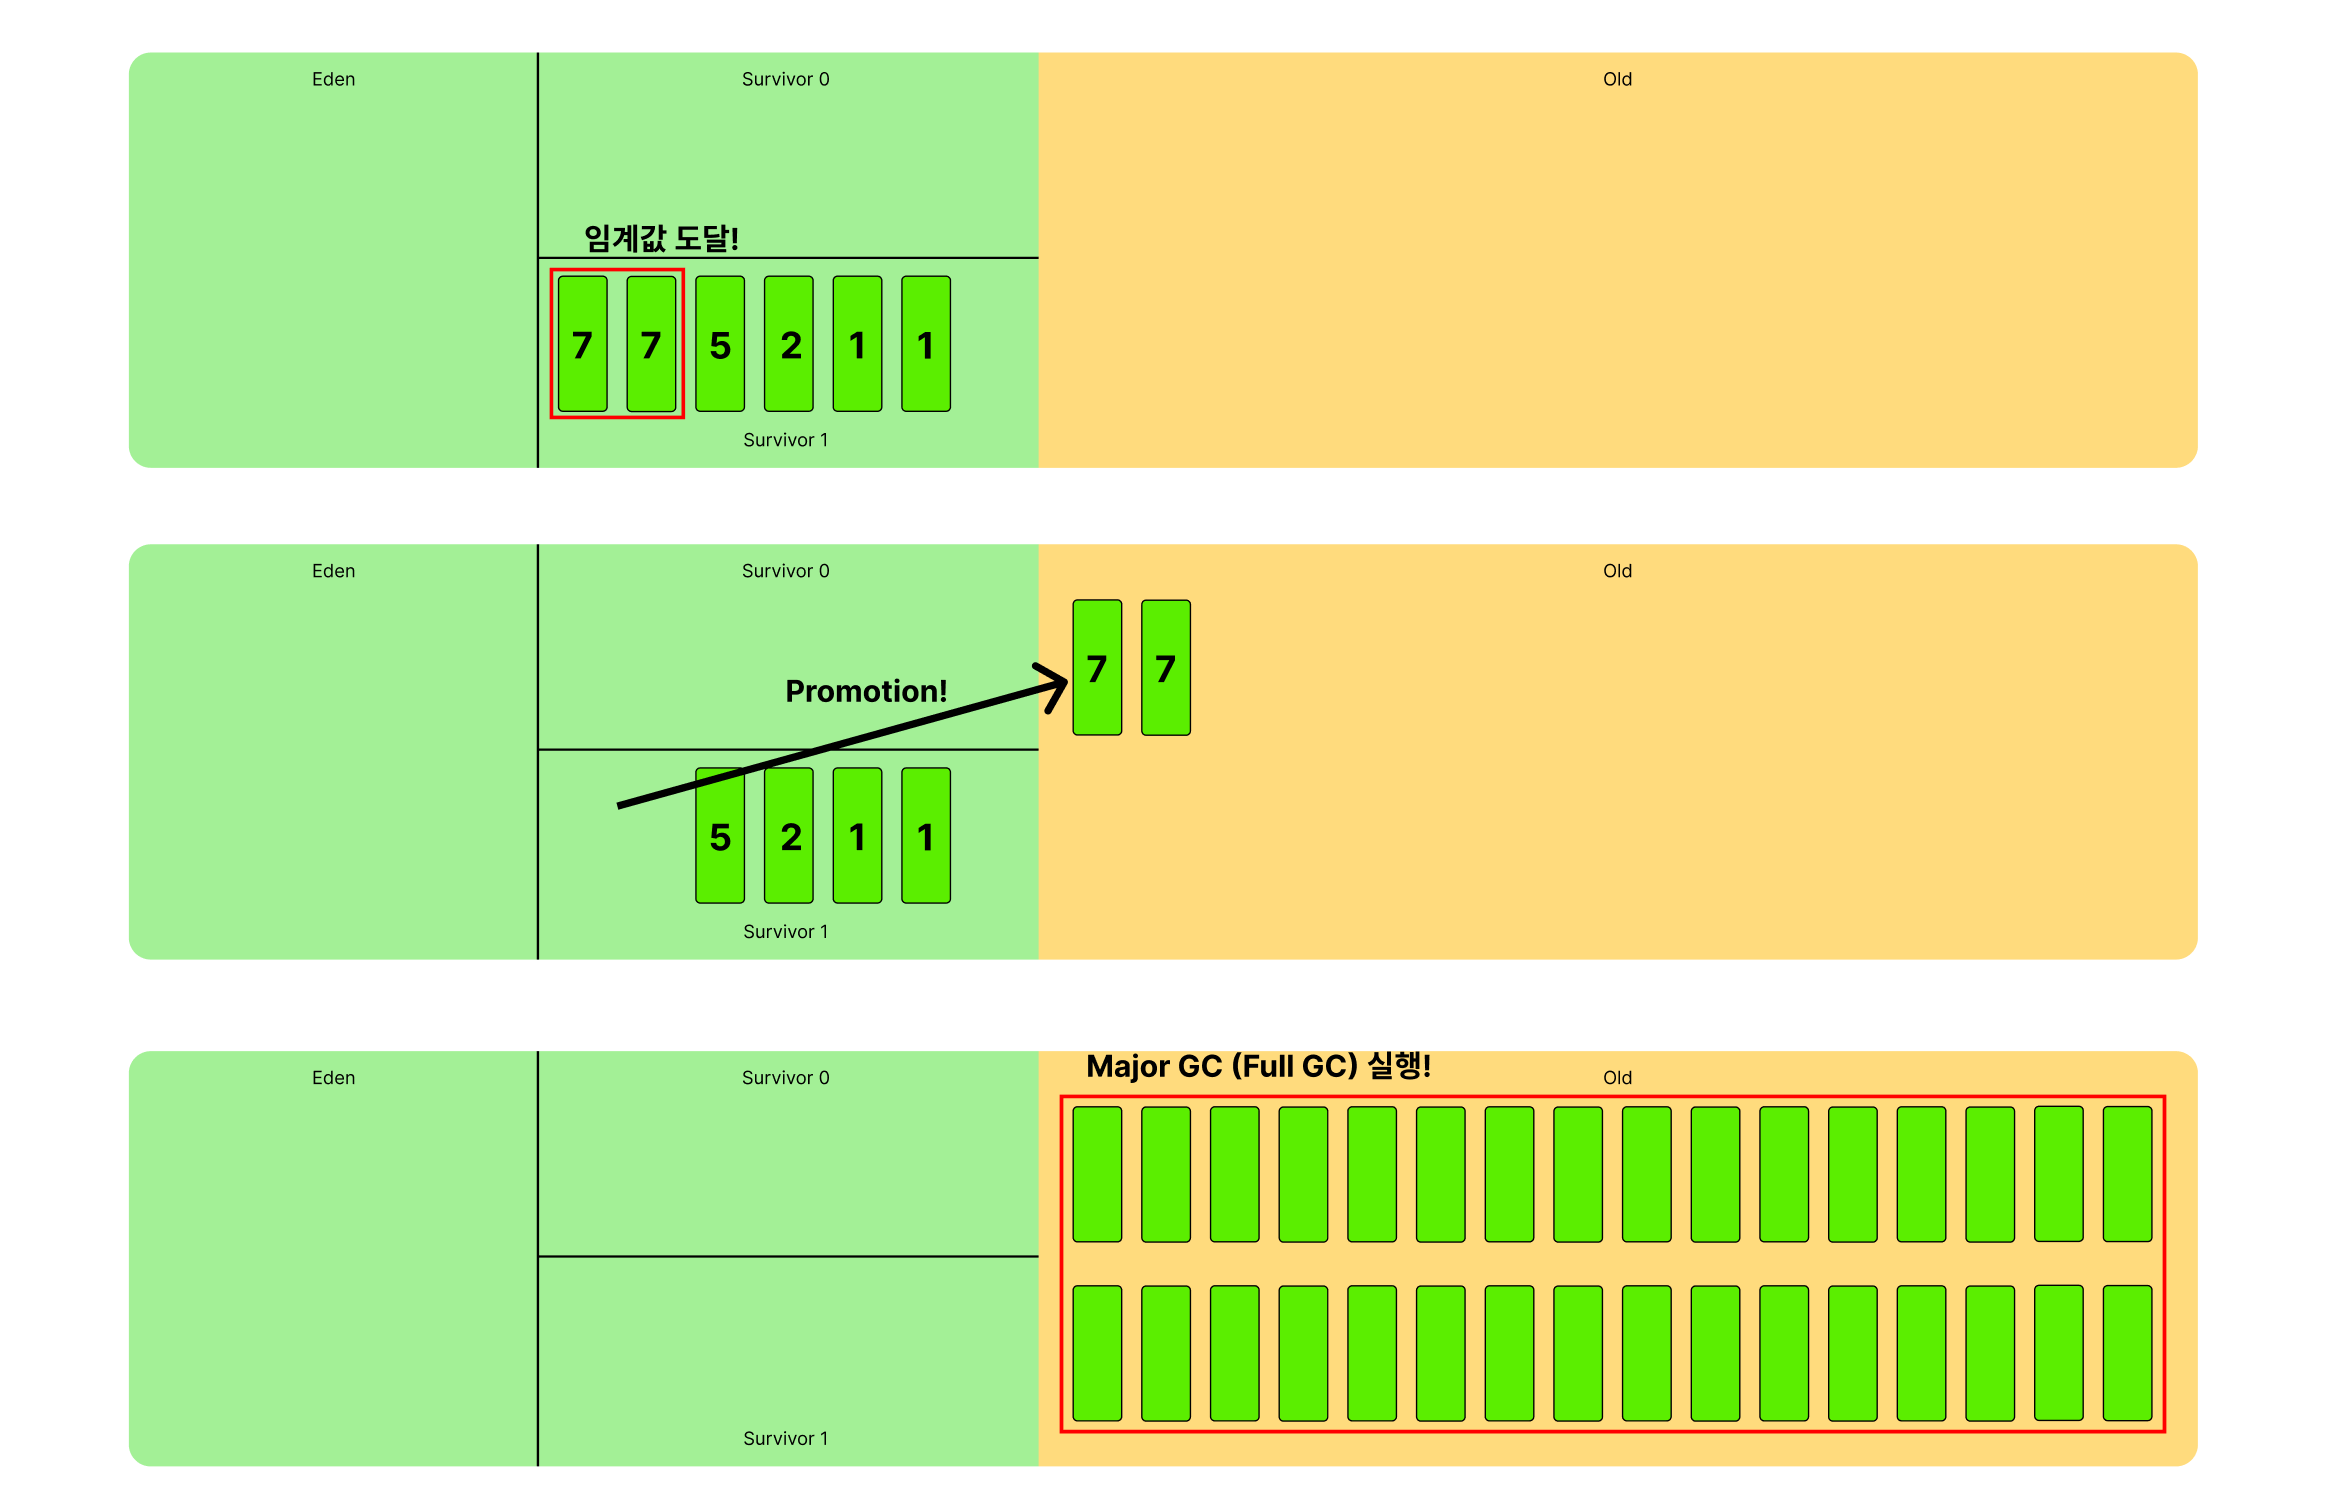 Eden
Survivor 0
Old
임계값 도달!
7 7 5 2 1 1
Survivor 1
Eden
Survivor 0
Old
7 7
Promotion!
5 2 1 1
Survivor 1
Major GC (Full GC) 실행!
Eden
Survivor 0
Old
Survivor 1